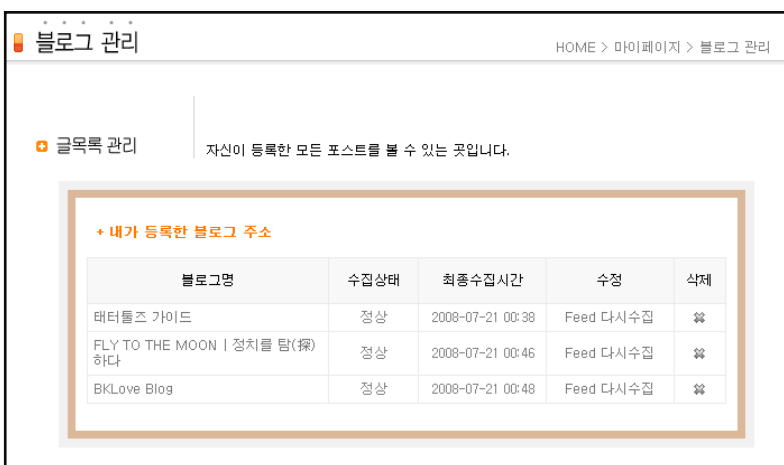 블로그 관리
HOME > 마이페이지 > 블로그 관리
글목록 관리
자신이 등록한 모든 포스트를 볼 수 있는 곳입니다.
+ 내가 등록한 블로그 주소
블로그명 수집상태 최종수집시간 수정 삭제
태터툴즈 가이드 정상 2008-07-21 00:38 Feed 다시수집
FLY TO THE MOON | 정치를 탐(探)
하다 정상 2008-07-21 00:46 Feed 다시수집
BKLove Blog 정상 2008-07-21 00:48 Feed 다시수집